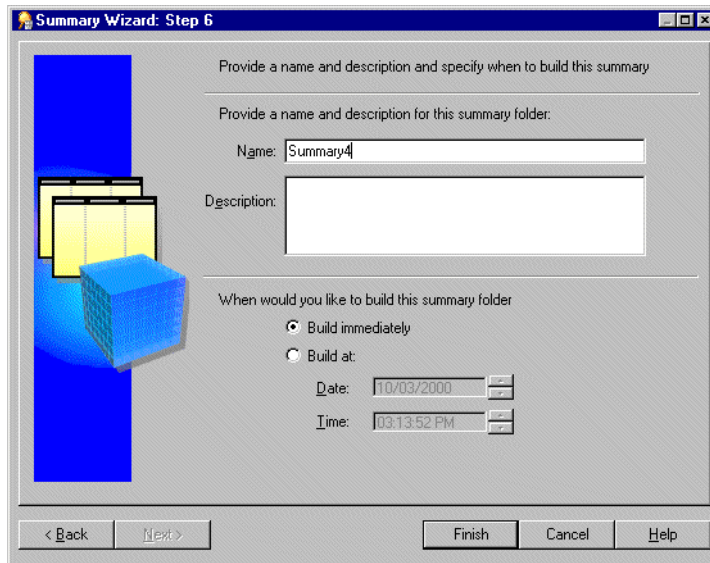 Summary Wizard: Step 6
Provide a name and description and specify when to build this summary
Provide a name and description for this summary folder:
Name: Summary4
Description:
When would you like to build this summary folder
Build immediately
Build at:
Date: 10/03/2000
Time: 03:13:52 PM
< Back Next > Finish Cancel Help